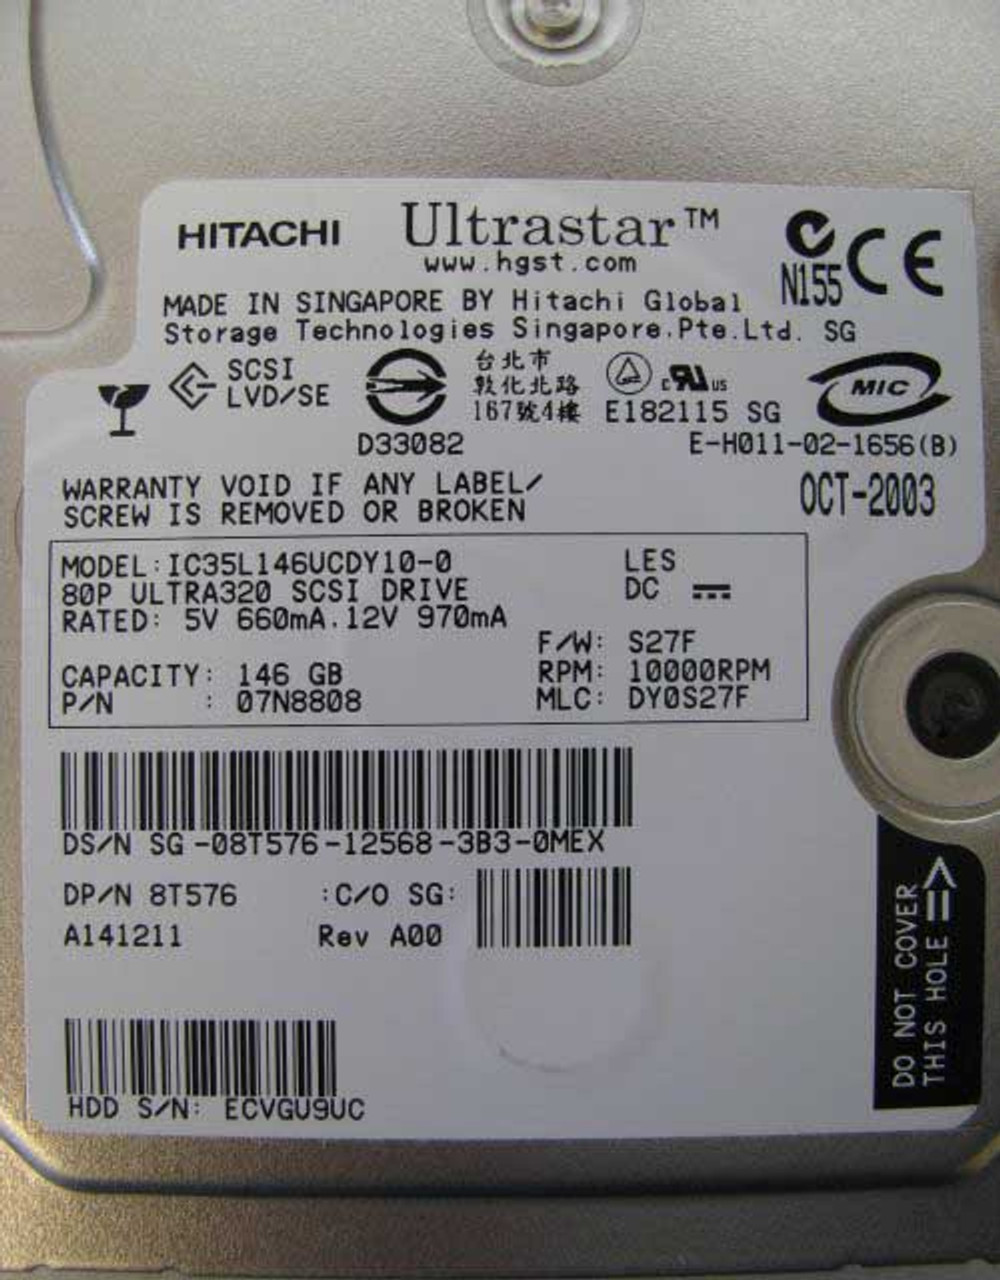 HITACHI Ultrastar™
www.hgst.com
N155 CE
MADE IN SINGAPORE BY Hitachi Global
Storage Technologies Singapore.Pte.Ltd. SG
SCSI
LVD/SE
台北市
敦化北路
167號4樓
c RU us
E182115 SG
MIC
D33082
E-H011-02-1656(B)
WARRANTY VOID IF ANY LABEL/
SCREW IS REMOVED OR BROKEN
OCT-2003
MODEL:IC35L146UCDY10-0 LES
80P ULTRA320 SCSI DRIVE DC
RATED: 5V 660mA.12V 970mA
F/W: S27F
CAPACITY: 146 GB RPM: 10000RPM
P/N : 07N8808 MLC: DY0S27F
DS/N SG-08T576-12568-3B3-0MEX
DP/N 8T576 :C/O SG:
A141211 Rev A00
HDD S/N: ECVGU9UC
DO NOT COVER
THIS HOLE =>